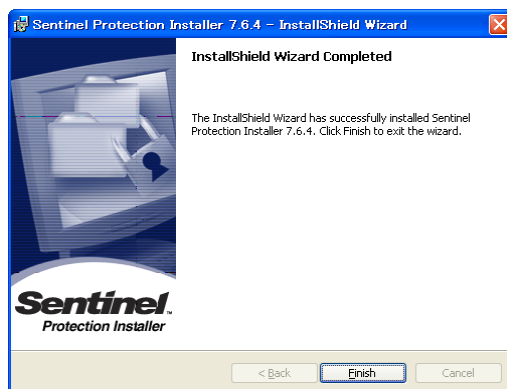 Sentinel Protection Installer 7.6.4 - InstallShield Wizard
InstallShield Wizard Completed
The InstallShield Wizard has successfully installed Sentinel
Protection Installer 7.6.4. Click Finish to exit the wizard.
Sentinel.
Protection Installer
< Back
Finish
Cancel